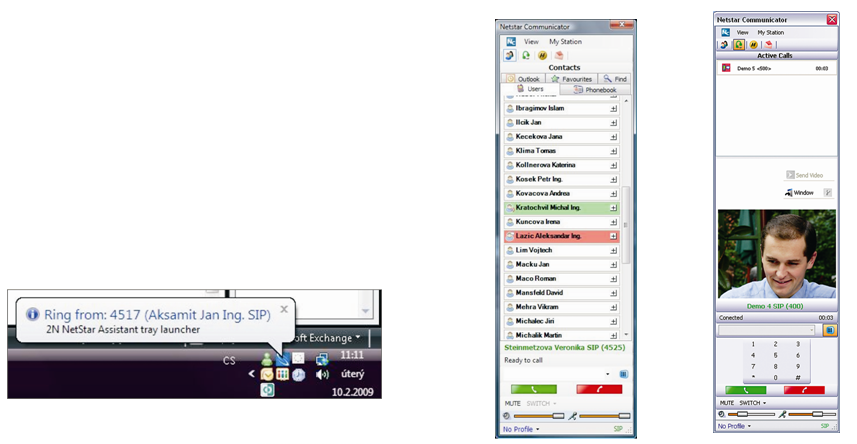 Ring from: 4517 (Aksamit Jan Ing. SIP)
2N NetStar Assistant tray launcher
oft Exchange
CS
11:11
úterý
10.2.2009
Netstar Communicator
View
My Station
Contacts
Outlook
Favourites
Find
Users
Phonebook
Ibragimov Islam
Ilcik Jan
Kecekova Jana
Klima Tomas
Kollnerova Katerina
Kosek Petr Ing.
Kovacova Andrea
Kratochvil Michal Ing.
Kuncova Irena
Lazic Aleksandar Ing.
Lim Vojtech
Macku Jan
Maco Roman
Mansfeld David
Mehra Vikram
Michalec Jiri
Michalik Martin
Steinmetzova Veronika SIP (4525)
Ready to call
MUTE SWITCH
No Profile
SIP
Netstar Communicator
View
My Station
Active Calls
Demo 5 <500> 00:03
Send Video
Window
Demo 4 SIP (400)
Conected 00:03
1 2 3
4 5 6
7 8 9
* 0 #
MUTE SWITCH
No Profile
SIP